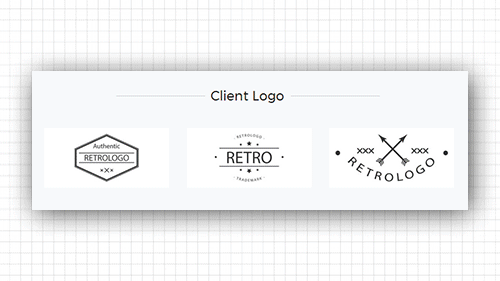 Client Logo
Authentic
RETROLOGO
RETROLOGO
RETRO
TRADEMARK
XXX XXX
RETROLOGO